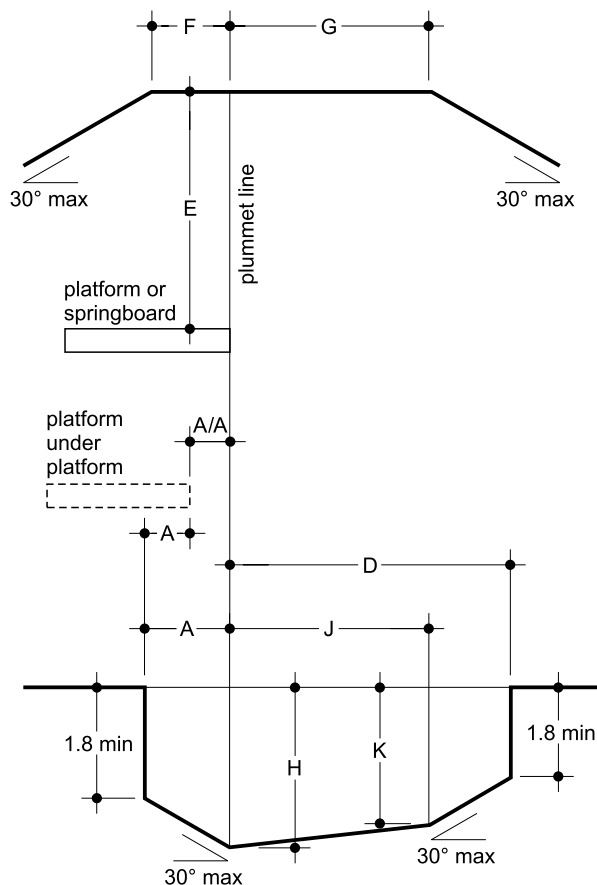 F
G
30° max
30° max
E
plummet line
platform or
springboard
A/A
platform
under
platform
A
D
A
J
1.8 min
H
K
1.8 min
30° max
30° max